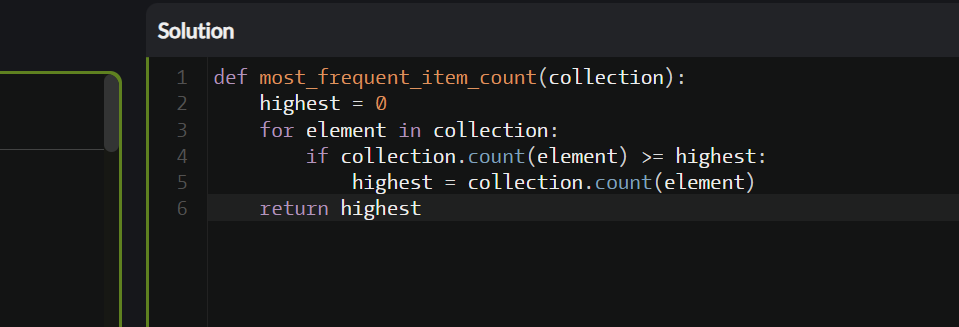 Solution
1 def most_frequent_item_count(collection):
2     highest = 0
3     for element in collection:
4         if collection.count(element) >= highest:
5             highest = collection.count(element)
6     return highest